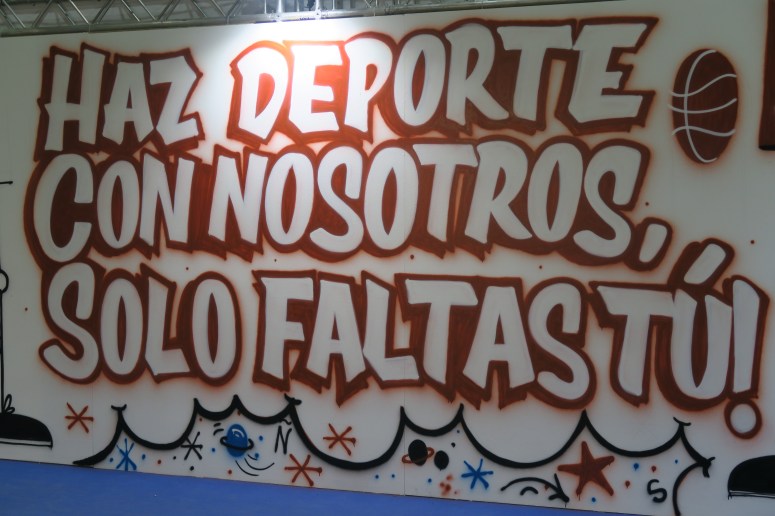 HAZ DEPORTE
CON NOSOTROS,
SOLO FALTAS TÚ!
Ñ
S